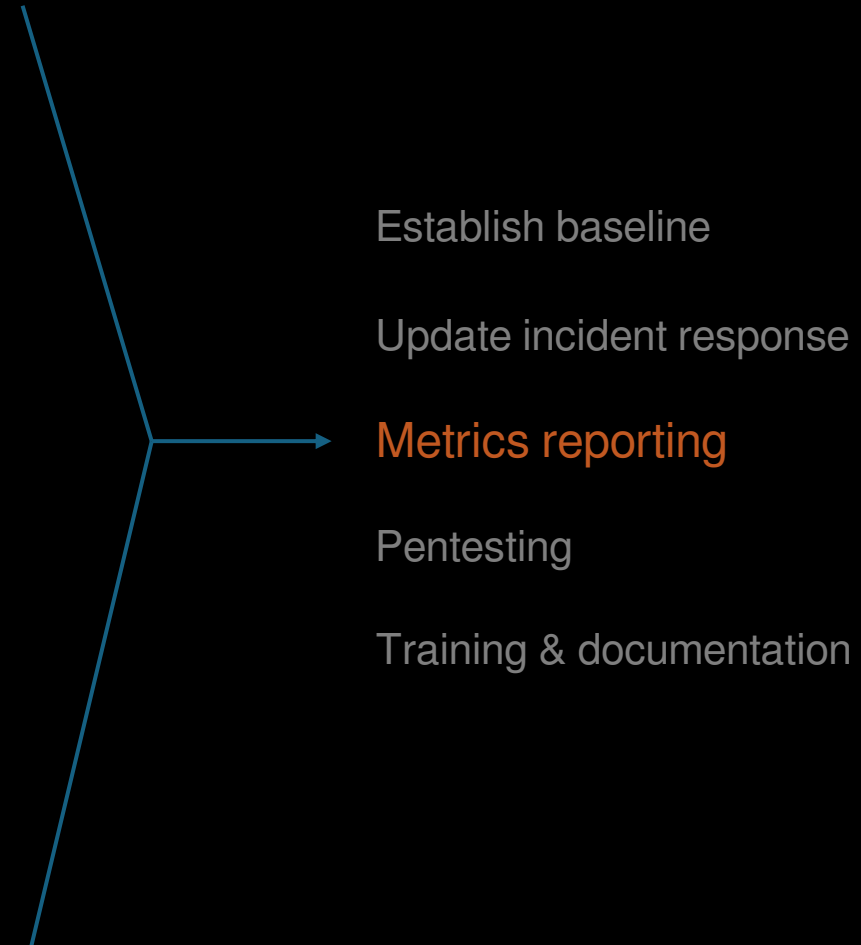 Establish baseline
Update incident response
Metrics reporting
Pentesting
Training & documentation